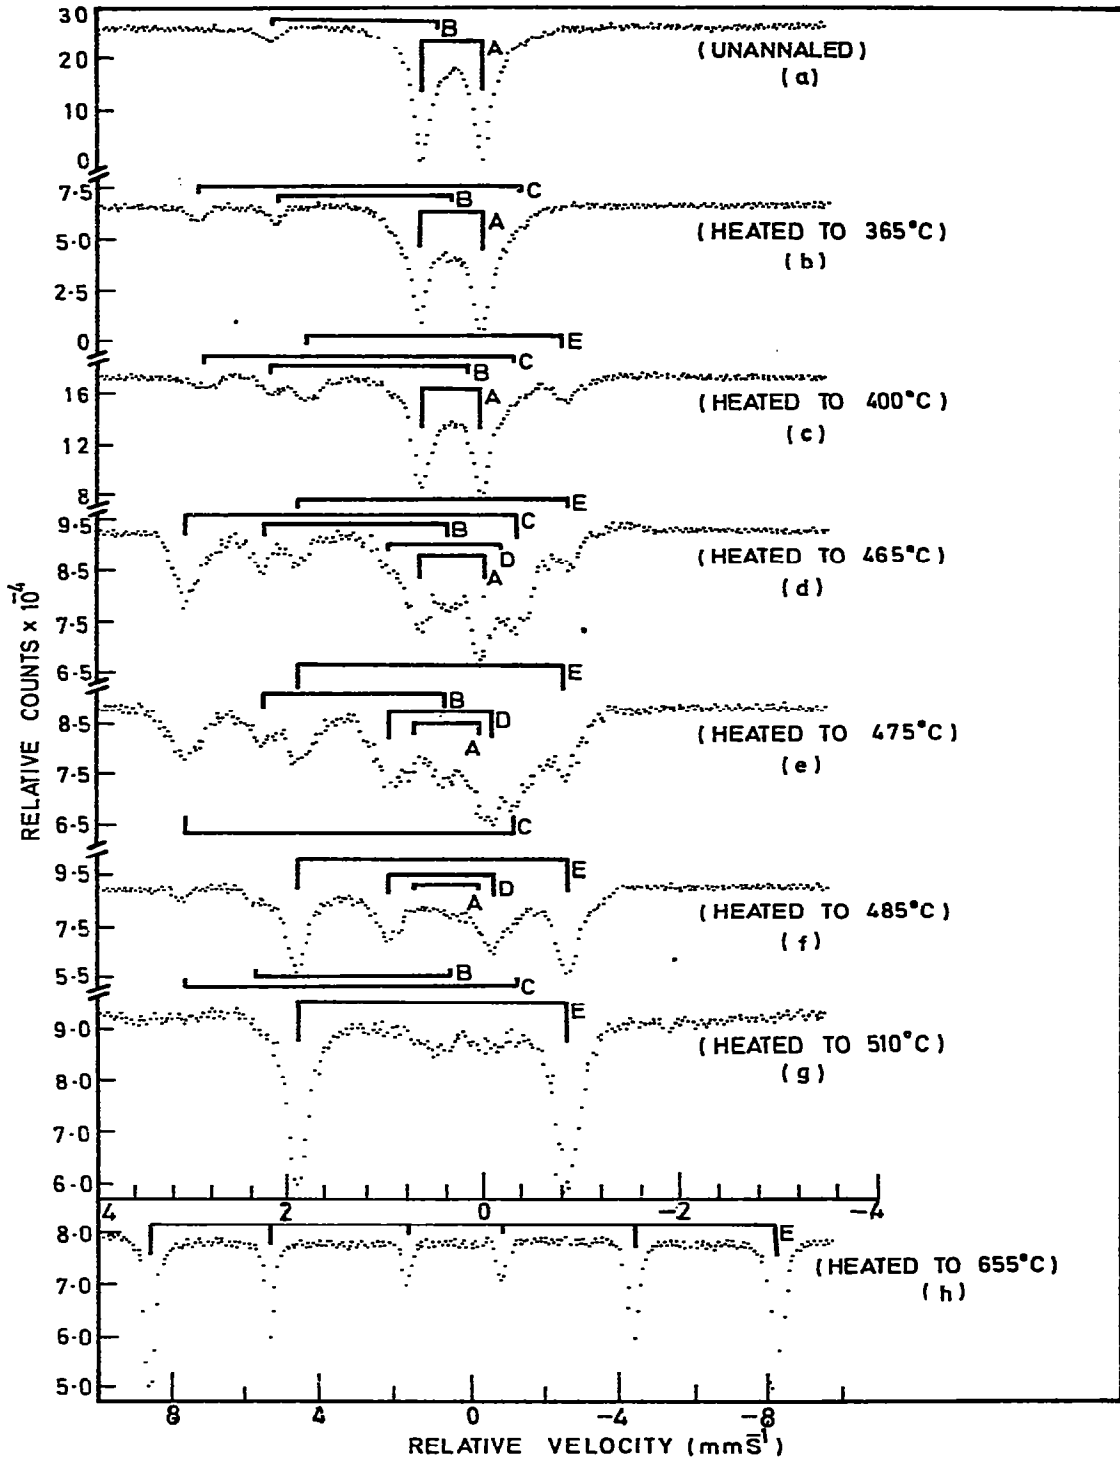 30
20
10
0
B
A
(UNANNALED)
(a)
7·5
5·0
2·5
0
C
B
A
(HEATED TO 365°C)
(b)
E
16
12
8
C
B
A
(HEATED TO 400°C)
(c)
E
9·5
8·5
7·5
6·5
C
B
D
A
(HEATED TO 465°C)
(d)
E
8·5
7·5
6·5
B
D
A
C
(HEATED TO 475°C)
(e)
E
9·5
7·5
5·5
D
A
B
C
(HEATED TO 485°C)
(f)
E
9·0
8·0
7·0
6·0
(HEATED TO 510°C)
(g)
4 2 0 -2 -4
8·0
7·0
6·0
5·0
E
(HEATED TO 655°C)
(h)
8 4 0 -4 -8
RELATIVE VELOCITY (mmS̄¹)
RELATIVE COUNTS x 10⁻⁴